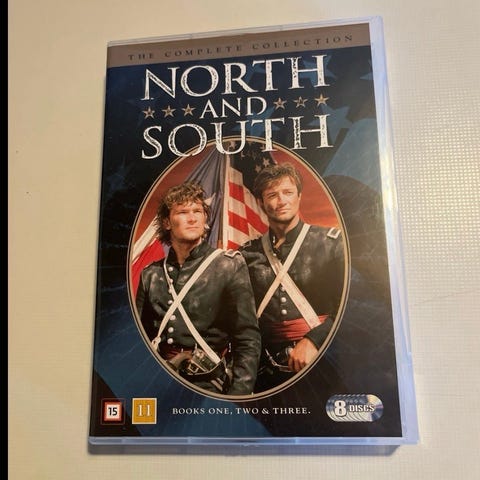 THE COMPLETE COLLECTION
NORTH
AND
SOUTH
15
11
BOOKS ONE, TWO & THREE.
8 DISCS